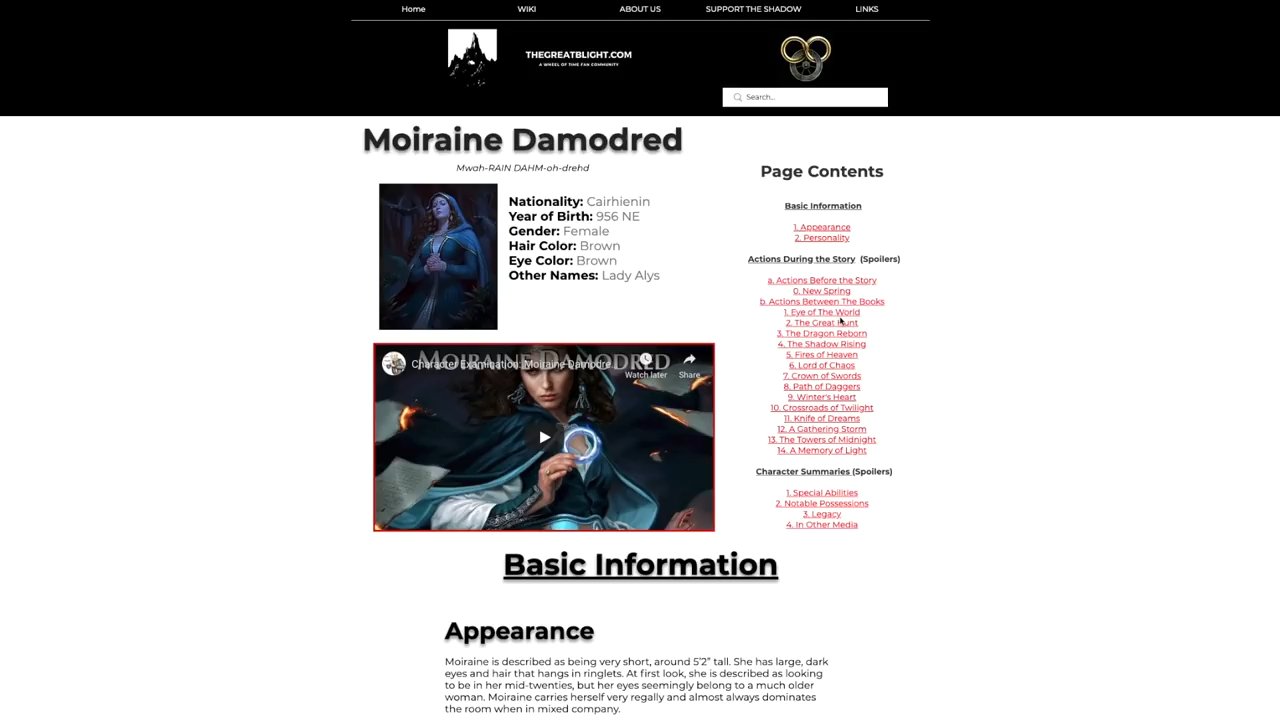 Home
WIKI
ABOUT US
SUPPORT THE SHADOW
LINKS
THEGREATBLIGHT.COM
A WHEEL OF TIME FAN COMMUNITY
Search...
Moiraine Damodred
Mwah-RAIN DAHM-oh-drehd
Nationality: Cairhienin
Year of Birth: 956 NE
Gender: Female
Hair Color: Brown
Eye Color: Brown
Other Names: Lady Alys
MOIRAINE DAMODRED
Character Examination: Moiraine Damodre...
Watch later
Share
Page Contents
Basic Information
1. Appearance
2. Personality
Actions During the Story (Spoilers)
a. Actions Before the Story
0. New Spring
b. Actions Between The Books
1. Eye of The World
2. The Great Hunt
3. The Dragon Reborn
4. The Shadow Rising
5. Fires of Heaven
6. Lord of Chaos
7. Crown of Swords
8. Path of Daggers
9. Winter's Heart
10. Crossroads of Twilight
11. Knife of Dreams
12. A Gathering Storm
13. The Towers of Midnight
14. A Memory of Light
Character Summaries (Spoilers)
1. Special Abilities
2. Notable Possessions
3. Legacy
4. In Other Media
Basic Information
Appearance
Moiraine is described as being very short, around 5'2" tall. She has large, dark
eyes and hair that hangs in ringlets. At first look, she is described as looking
to be in her mid-twenties, but her eyes seemingly belong to a much older
woman. Moiraine carries herself very regally and almost always dominates
the room when in mixed company.